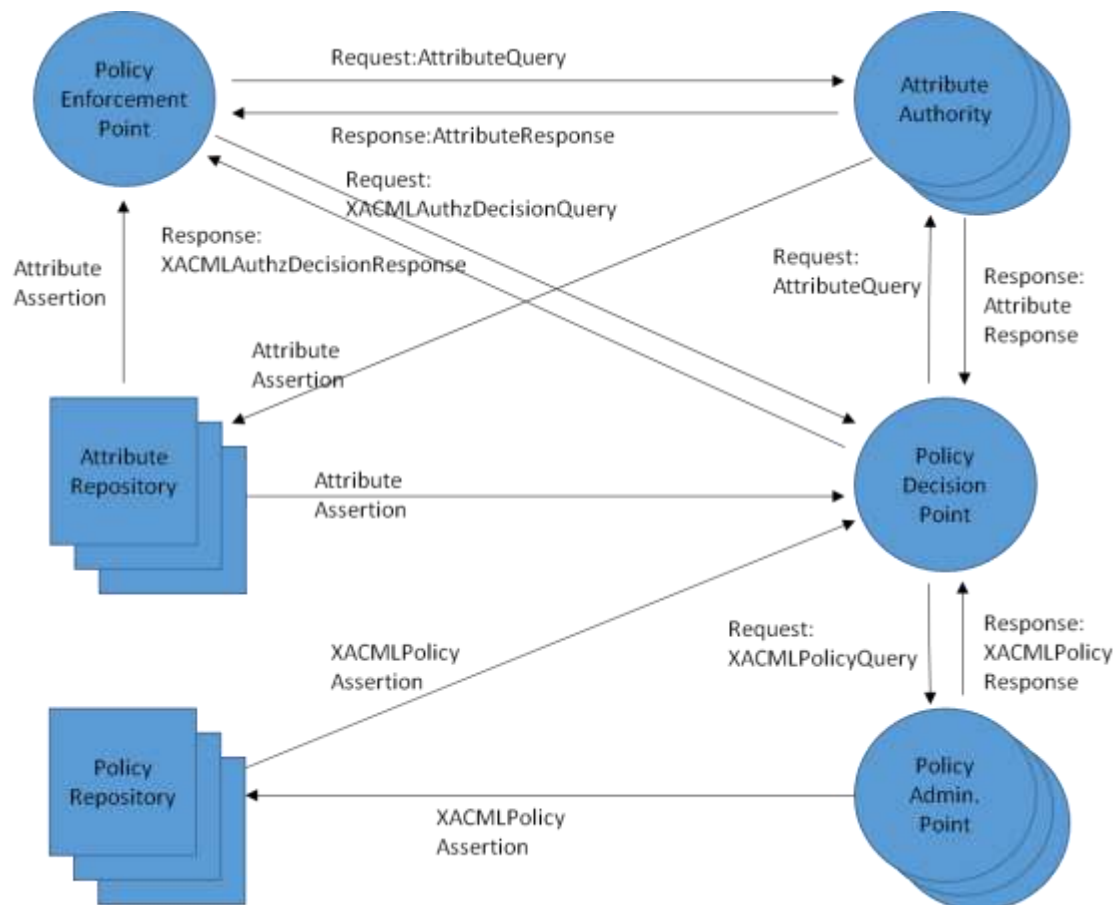 Policy
Enforcement
Point
Request:AttributeQuery
Attribute
Authority
Response:AttributeResponse
Request:
XACMLAuthzDecisionQuery
Response:
XACMLAuthzDecisionResponse
Attribute
Assertion
Request:
AttributeQuery
Response:
Attribute
Response
Attribute
Assertion
Attribute
Repository
Attribute
Assertion
Policy
Decision
Point
XACMLPolicy
Assertion
Request:
XACMLPolicyQuery
Response:
XACMLPolicy
Response
Policy
Repository
XACMLPolicy
Assertion
Policy
Admin.
Point